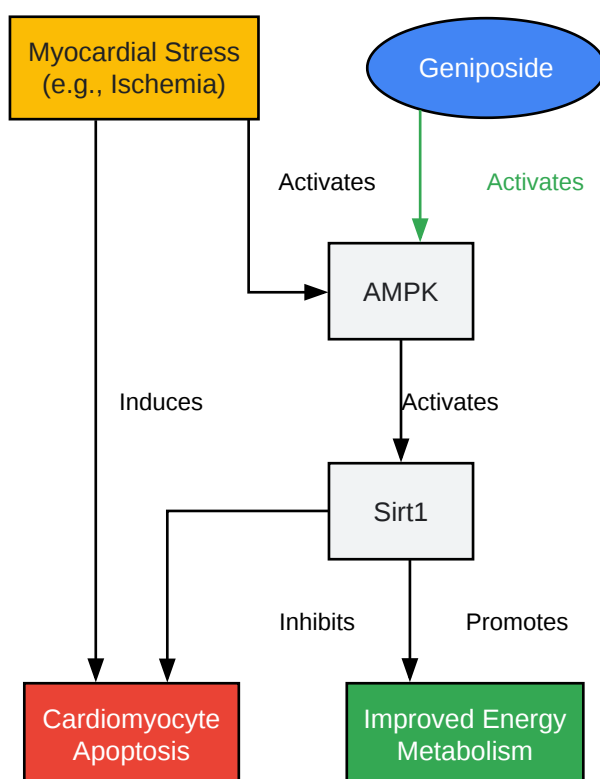 Myocardial Stress
(e.g., Ischemia)
Geniposide
Activates
Activates
AMPK
Induces
Activates
Sirt1
Inhibits
Promotes
Cardiomyocyte
Apoptosis
Improved Energy
Metabolism